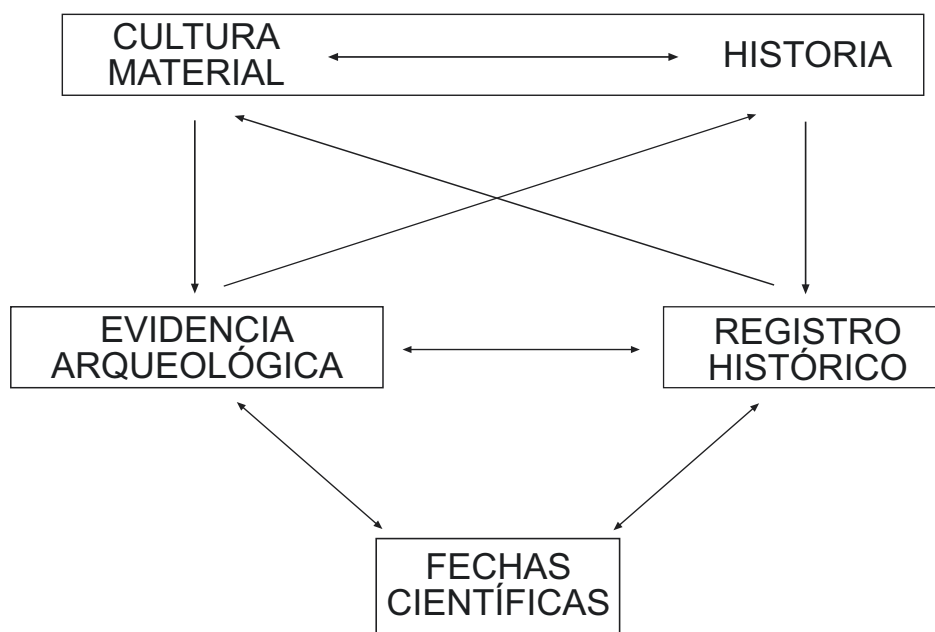 CULTURA
MATERIAL
HISTORIA
EVIDENCIA
ARQUEOLÓGICA
REGISTRO
HISTÓRICO
FECHAS
CIENTÍFICAS